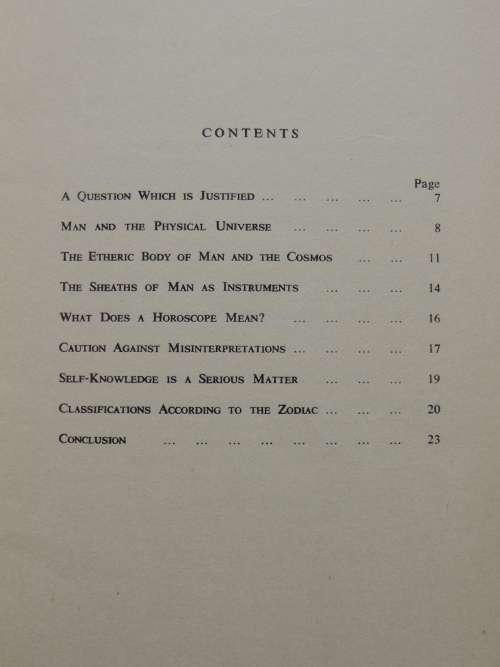 CONTENTS
Page
A Question Which is Justified ... ... ... ... ... 7
Man and the Physical Universe ... ... ... ... 8
The Etheric Body of Man and the Cosmos ... ... 11
The Sheaths of Man as Instruments ... ... ... 14
What Does a Horoscope Mean? ... ... ... ... 16
Caution Against Misinterpretations ... ... ... ... 17
Self-Knowledge is a Serious Matter ... ... ... 19
Classifications According to the Zodiac ... ... ... 20
Conclusion ... ... ... ... ... ... ... ... 23